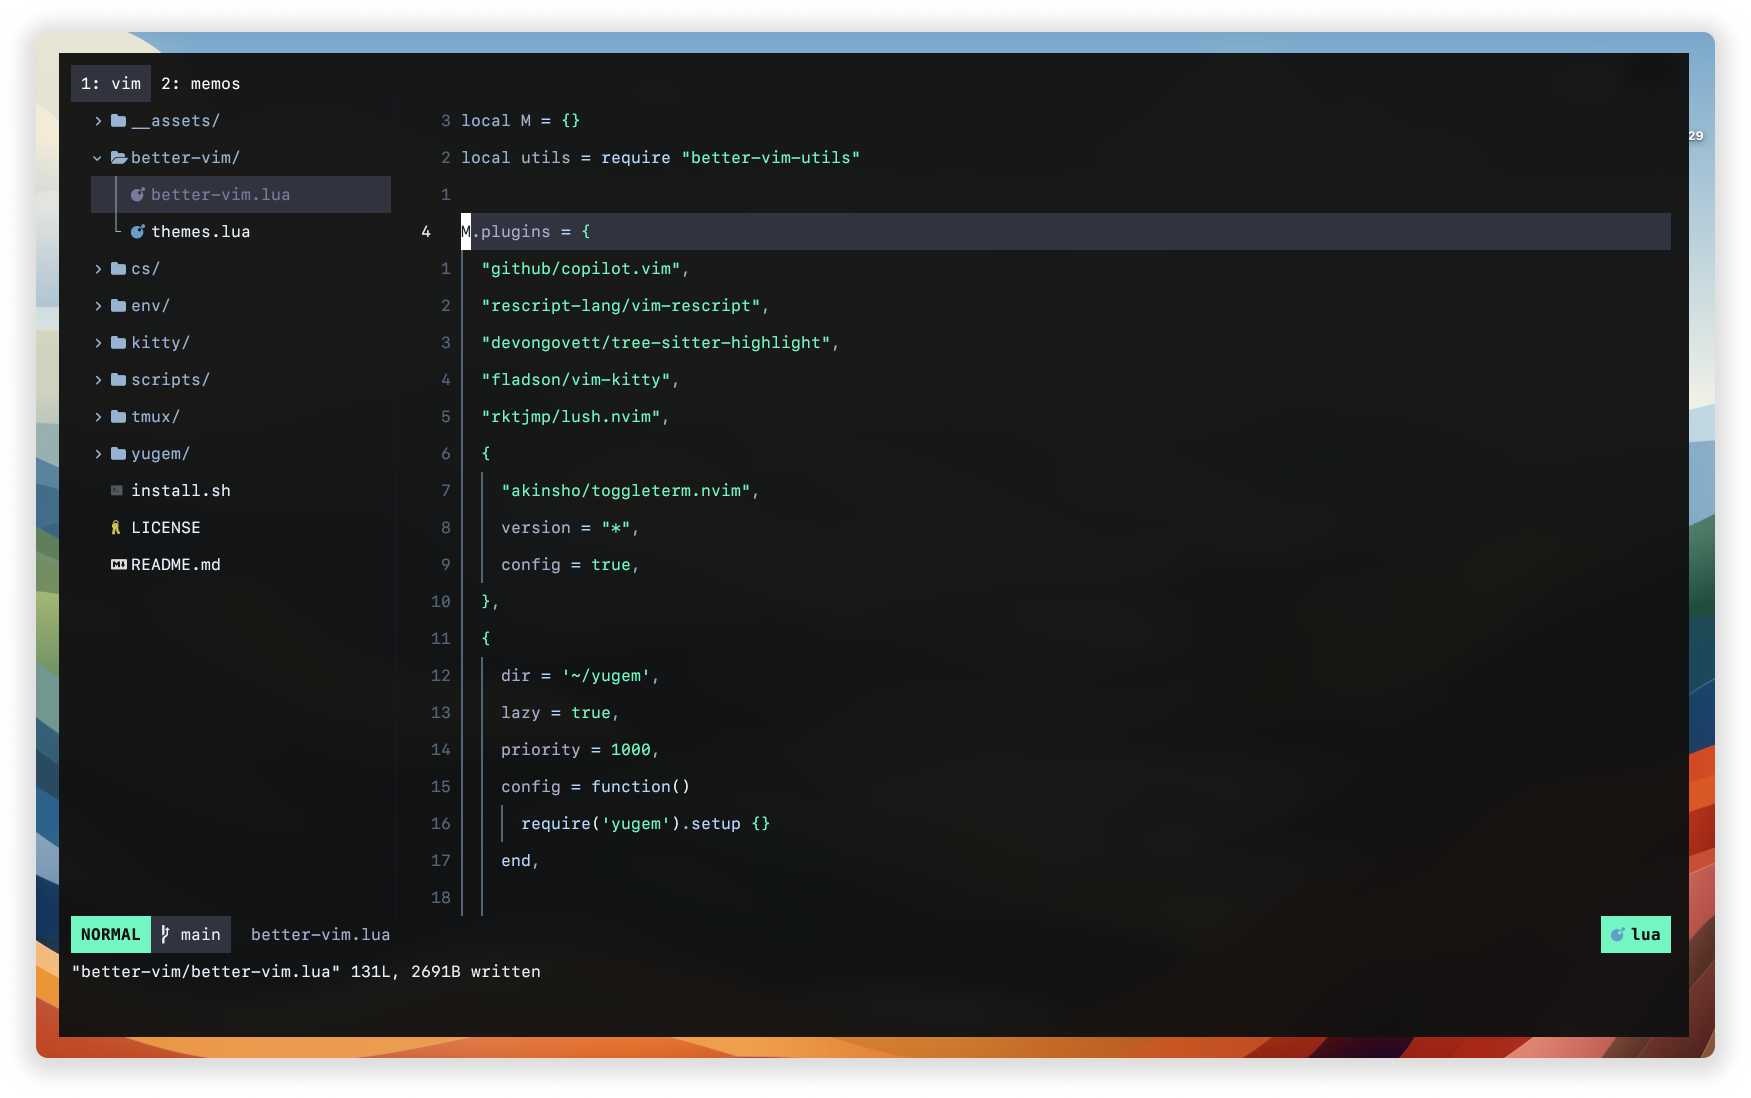 1: vim 2: memos
29
__assets/
better-vim/
better-vim.lua
themes.lua
cs/
env/
kitty/
scripts/
tmux/
yugem/
install.sh
LICENSE
README.md
3 local M = {}
2 local utils = require "better-vim-utils"
1
4 M.plugins = {
1 "github/copilot.vim",
2 "rescript-lang/vim-rescript",
3 "devongovett/tree-sitter-highlight",
4 "fladson/vim-kitty",
5 "rktjmp/lush.nvim",
6 {
7 "akinsho/toggleterm.nvim",
8 version = "*",
9 config = true,
10 },
11 {
12 dir = '~/yugem',
13 lazy = true,
14 priority = 1000,
15 config = function()
16 require('yugem').setup {}
17 end,
18
NORMAL main better-vim.lua lua
"better-vim/better-vim.lua" 131L, 2691B written